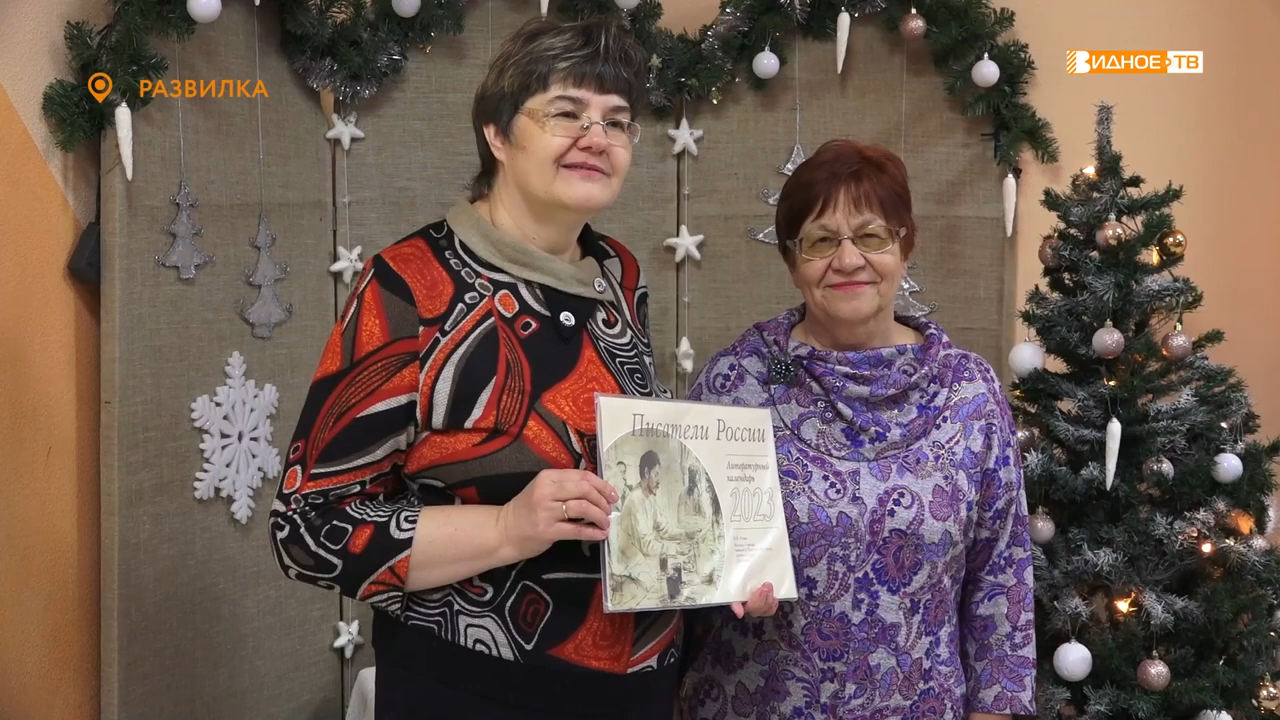 РАЗВИЛКА
ВИДНОЕ ТВ
Писатели России
Литературный
календарь
2023